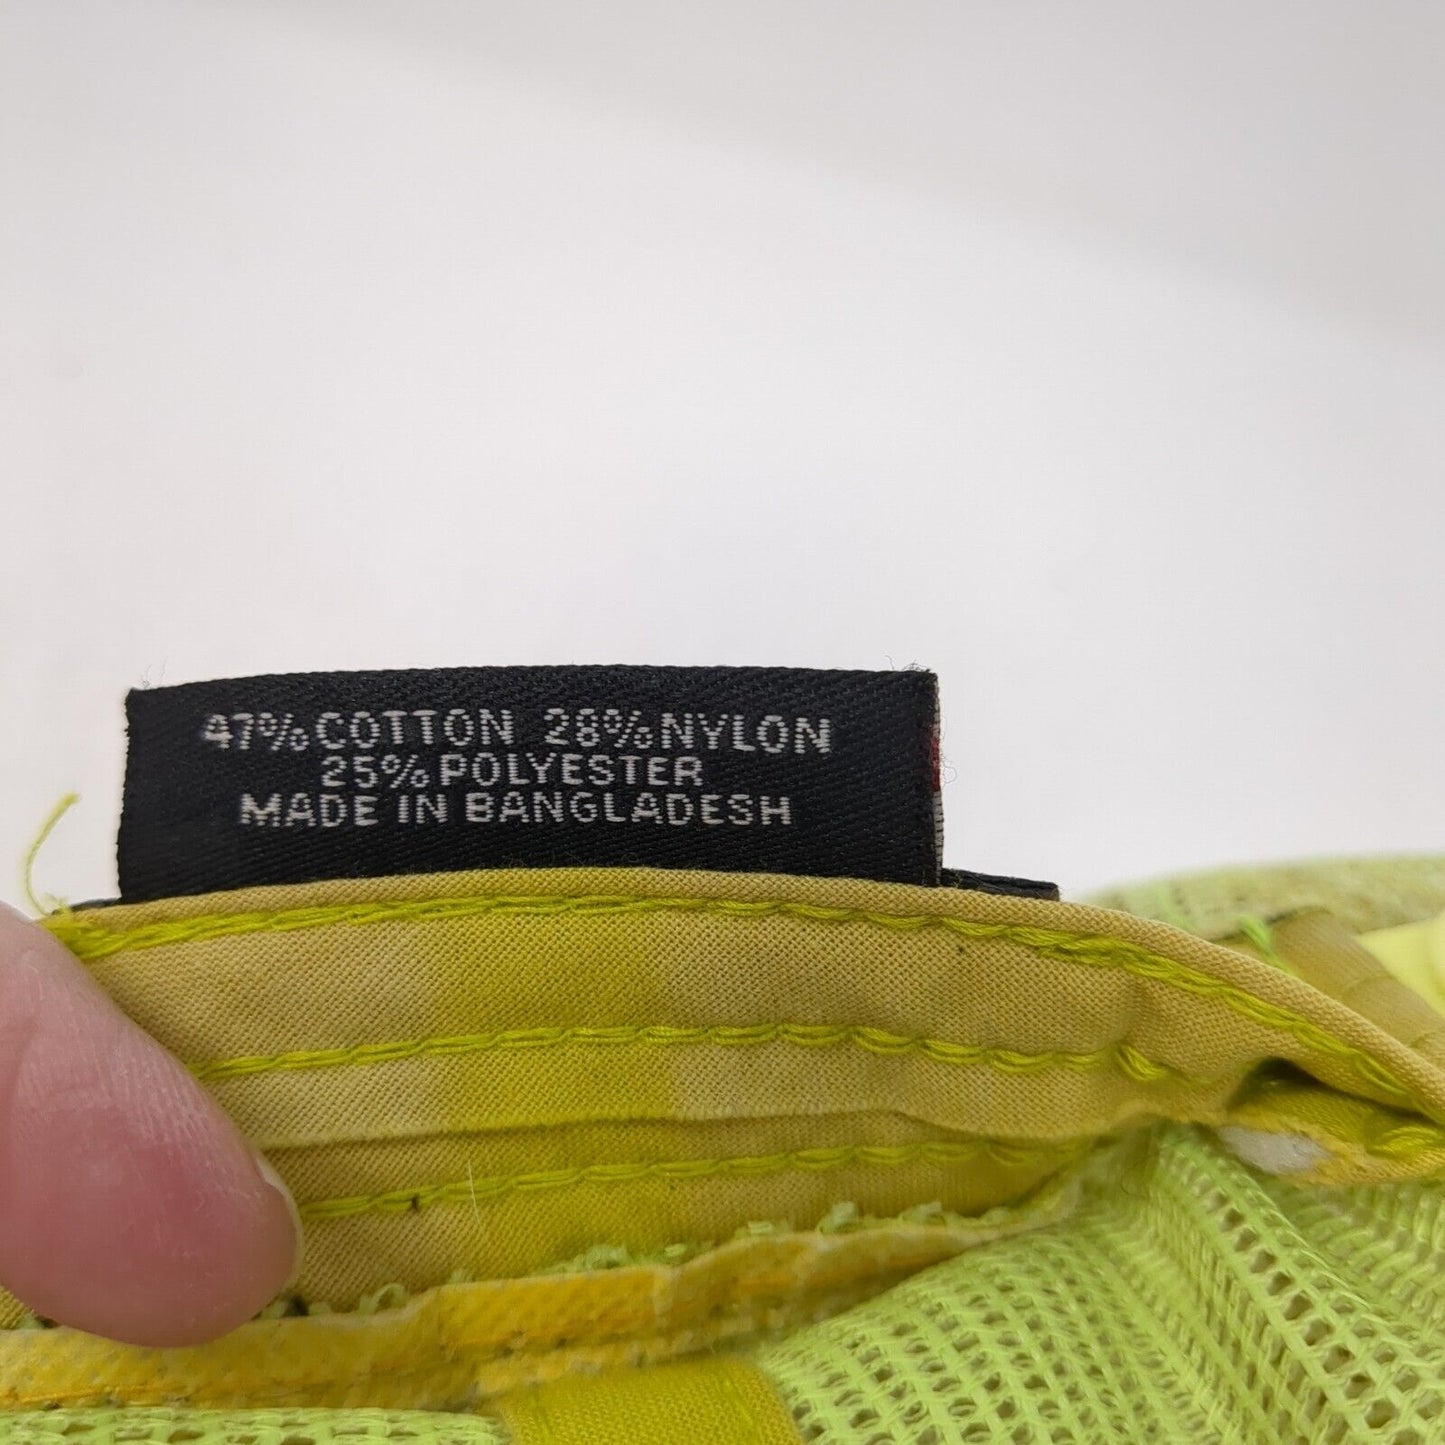 47% COTTON 28% NYLON
25% POLYESTER
MADE IN BANGLADESH